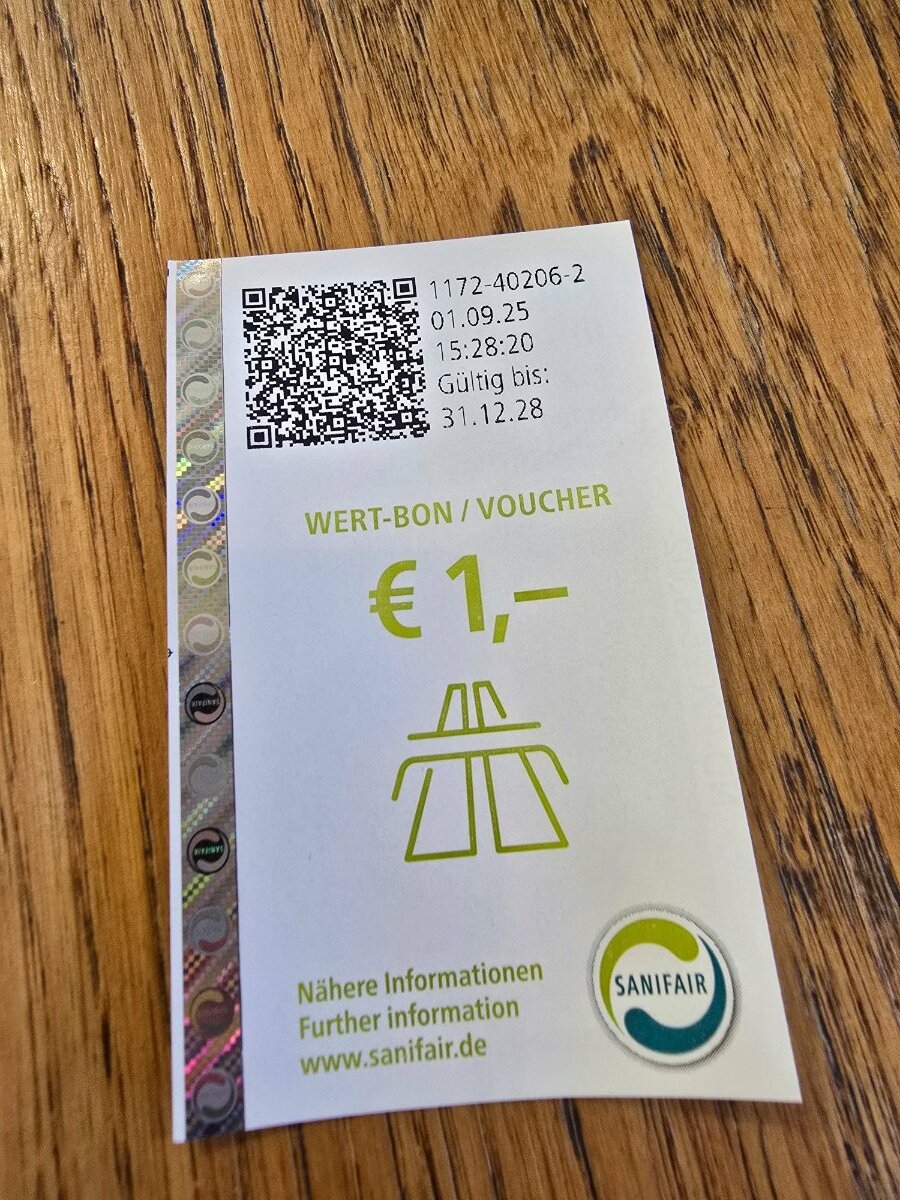 1172-40206-2
01.09.25
15:28:20
Gültig bis:
31.12.28
WERT-BON / VOUCHER
€ 1,–
Nähere Informationen
Further information
www.sanifair.de
SANIFAIR